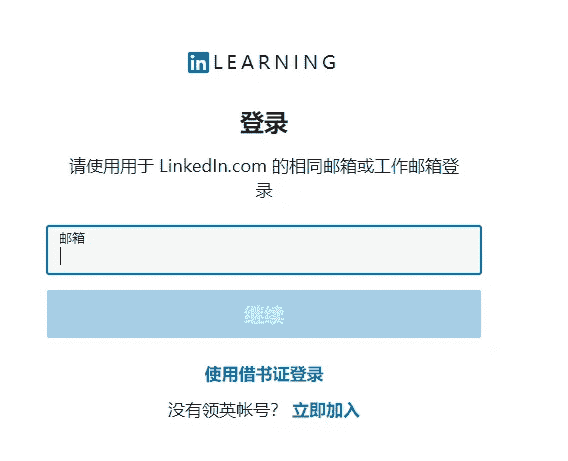 in LEARNING
登录
请使用用于 LinkedIn.com 的相同邮箱或工作邮箱登
录
邮箱
继续
使用借书证登录
没有领英帐号? 立即加入